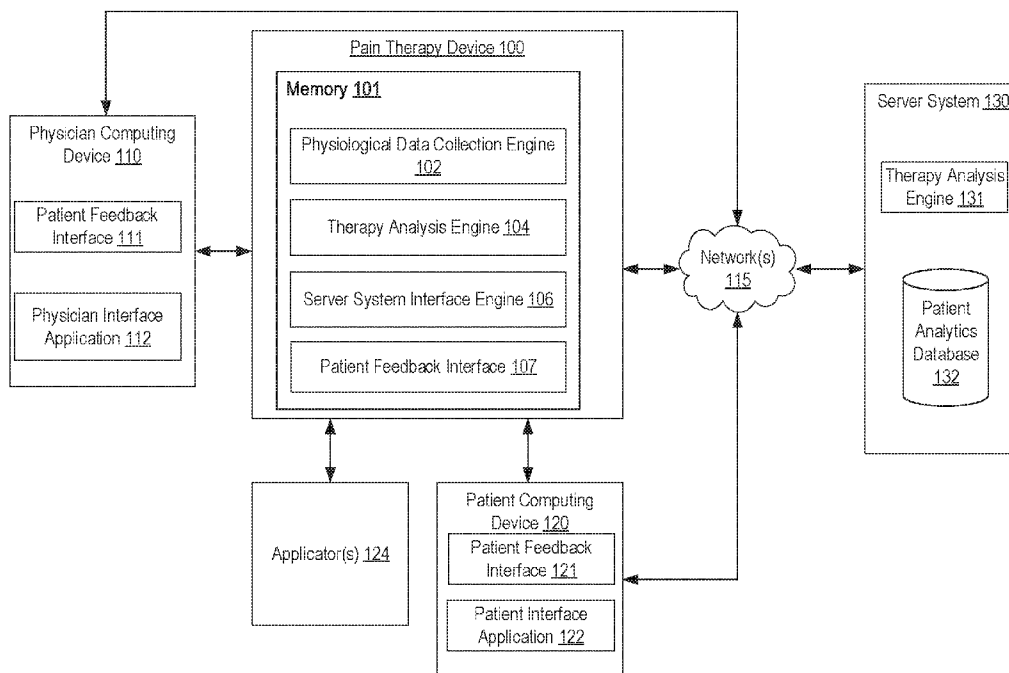 Pain Therapy Device 100
Memory 101
Physiological Data Collection Engine
102
Therapy Analysis Engine 104
Server System Interface Engine 106
Patient Feedback Interface 107
Physician Computing
Device 110
Patient Feedback
Interface 111
Physician Interface
Application 112
Network(s)
115
Server System 130
Therapy Analysis
Engine 131
Patient
Analytics
Database
132
Applicator(s) 124
Patient Computing
Device 120
Patient Feedback
Interface 121
Patient Interface
Application 122